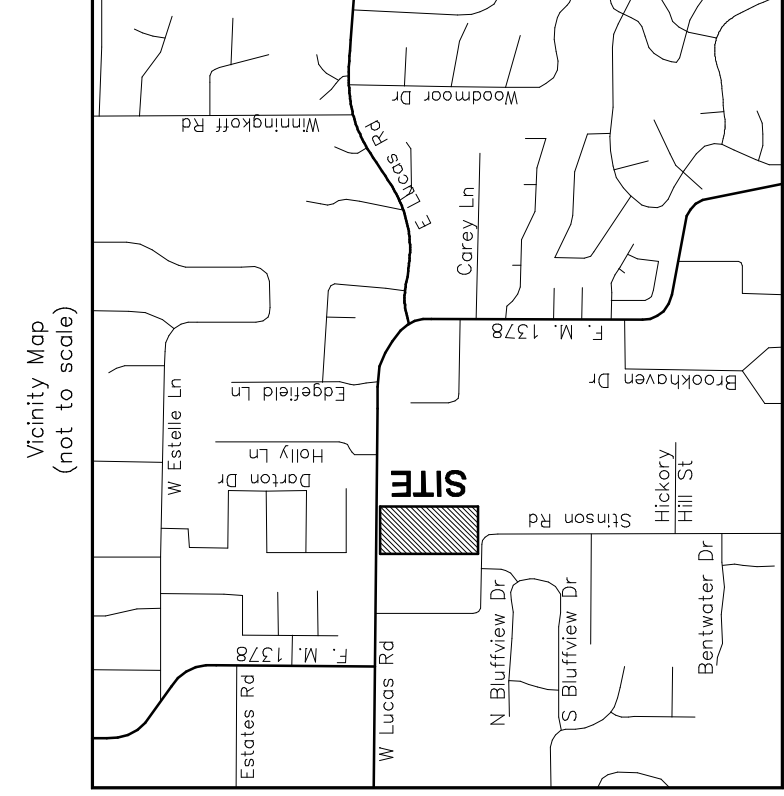 Vicinity Map
(not to scale)
Woodmoor Dr
Winningkoff Rd
E Lucas Rd
Carey Ln
F. M. 1378
Brookhaven Dr
W Estelle Ln
Edgefield Ln
Holly Ln
Darton Dr
SITE
Stinson Rd
Hickory
Hill St
Bentwater Dr
N Bluffview Dr
S Bluffview Dr
F. M. 1378
Estates Rd
W Lucas Rd